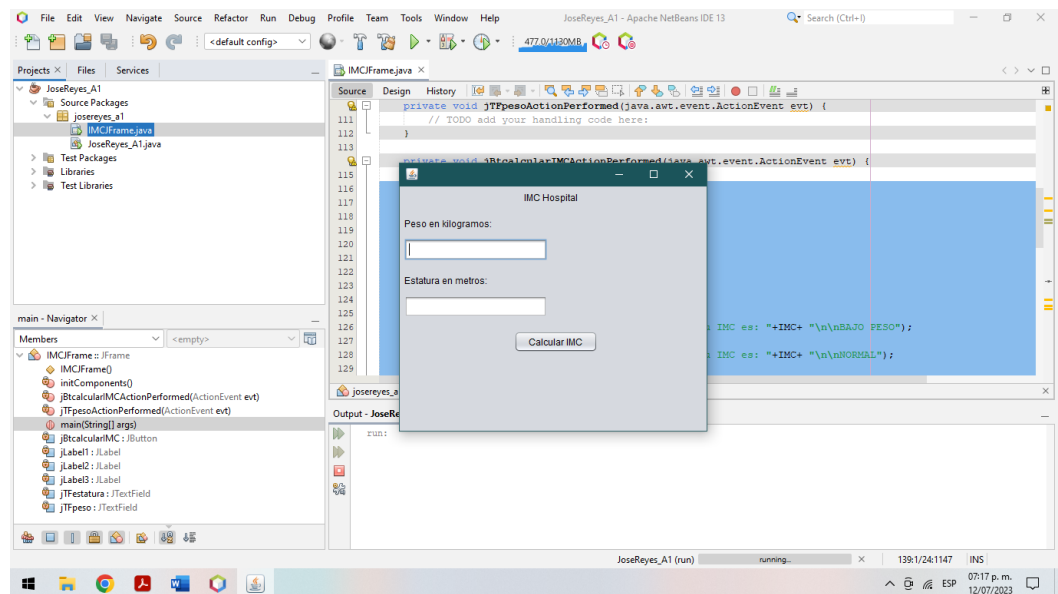 File Edit View Navigate Source Refactor Run Debug Profile Team Tools Window Help JoseReyes_A1 - Apache NetBeans IDE 13 Search (Ctrl+I)
<default config> 477.0/1130MB
Projects Files Services
JoseReyes_A1
Source Packages
josereyes_a1
IMCJFrame.java
JoseReyes_A1.java
Test Packages
Libraries
Test Libraries
IMCJFrame.java
Source Design History
private void jTFpesoActionPerformed(java.awt.event.ActionEvent evt) {
111 // TODO add your handling code here:
112 }
113
private void jBtcalcularIMCActionPerformed(java.awt.event.ActionEvent evt) {
115
116
117
118
119
120
121
122
123
124
125
126 IMC es: "+IMC+ "\n\nBAJO PESO");
127
128 IMC es: "+IMC+ "\n\nNORMAL");
129
IMC Hospital
Peso en kilogramos:
Estatura en metros:
Calcular IMC
main - Navigator
Members <empty>
IMCJFrame :: JFrame
IMCJFrame()
initComponents()
jBtcalcularIMCActionPerformed(ActionEvent evt)
jTFpesoActionPerformed(ActionEvent evt)
main(String[] args)
jBtcalcularIMC : JButton
jLabel1 : JLabel
jLabel2 : JLabel
jLabel3 : JLabel
jTFestatura : JTextField
jTFpeso : JTextField
josereyes_a
Output - JoseRe
run:
JoseReyes_A1 (run) running... 139:1/24:1147 INS
ESP 07:17 p. m.
12/07/2023